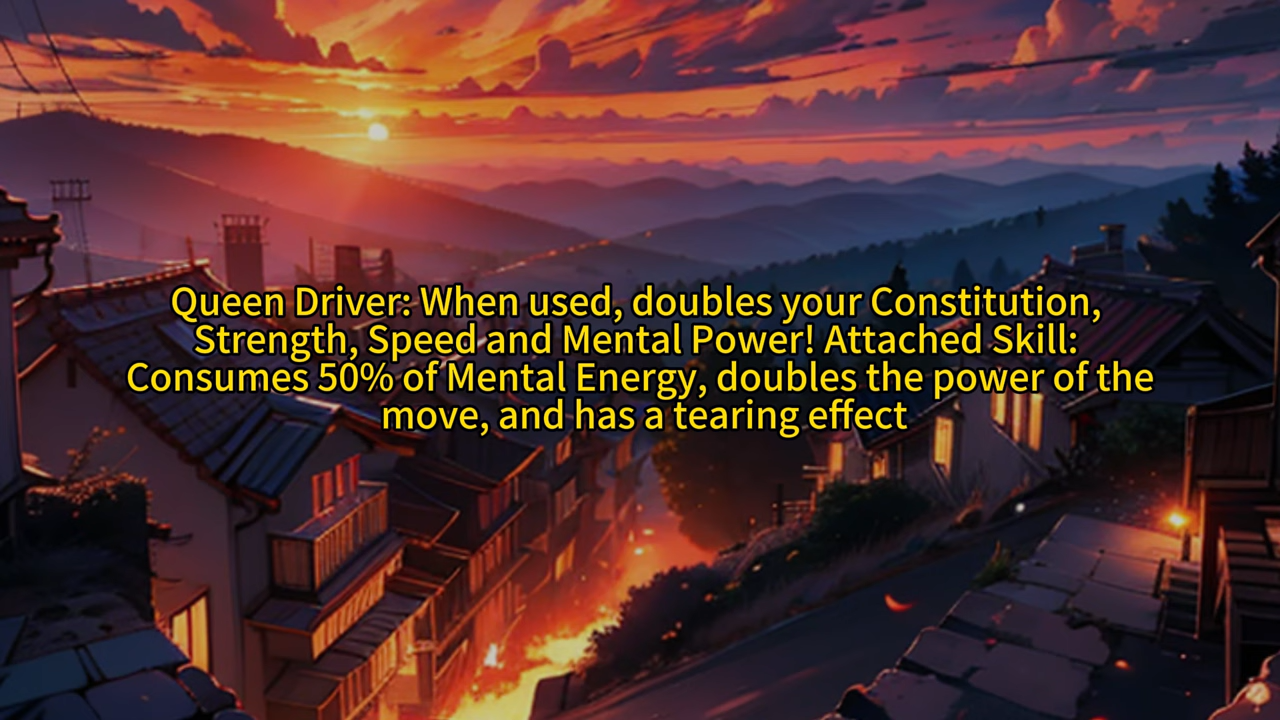 Queen Driver: When used, doubles your Constitution,
Strength, Speed and Mental Power! Attached Skill:
Consumes 50% of Mental Energy, doubles the power of the
move, and has a tearing effect